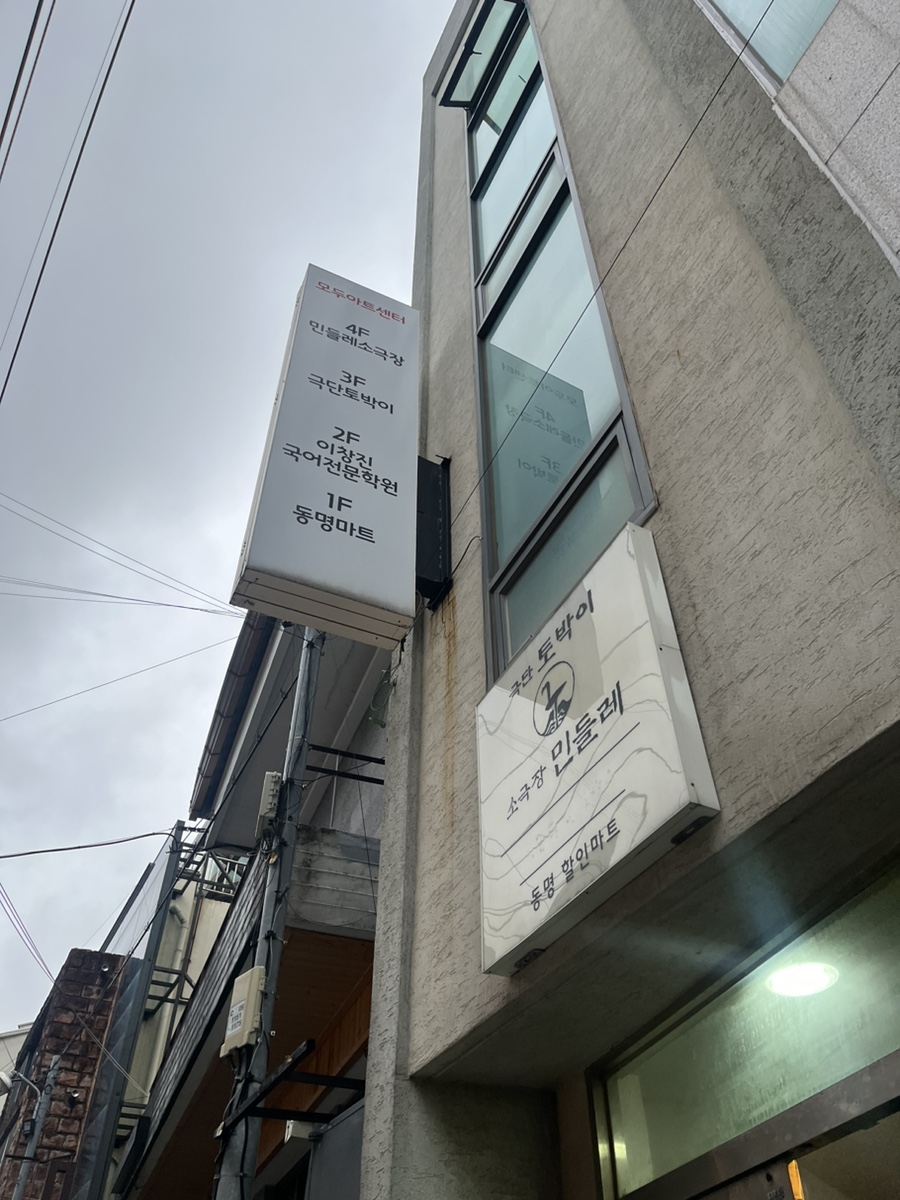 모두아트센터
4F
민들레소극장
3F
극단토박이
2F
이창진
국어전문학원
1F
동명마트
극단 토박이
소극장 민들레
동명 할인마트